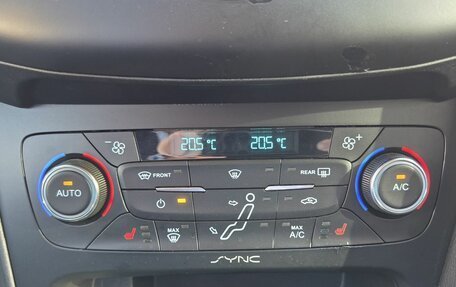 20.5 °C 20.5 °C
FRONT REAR
AUTO A/C
MAX MAX A/C
SYNC